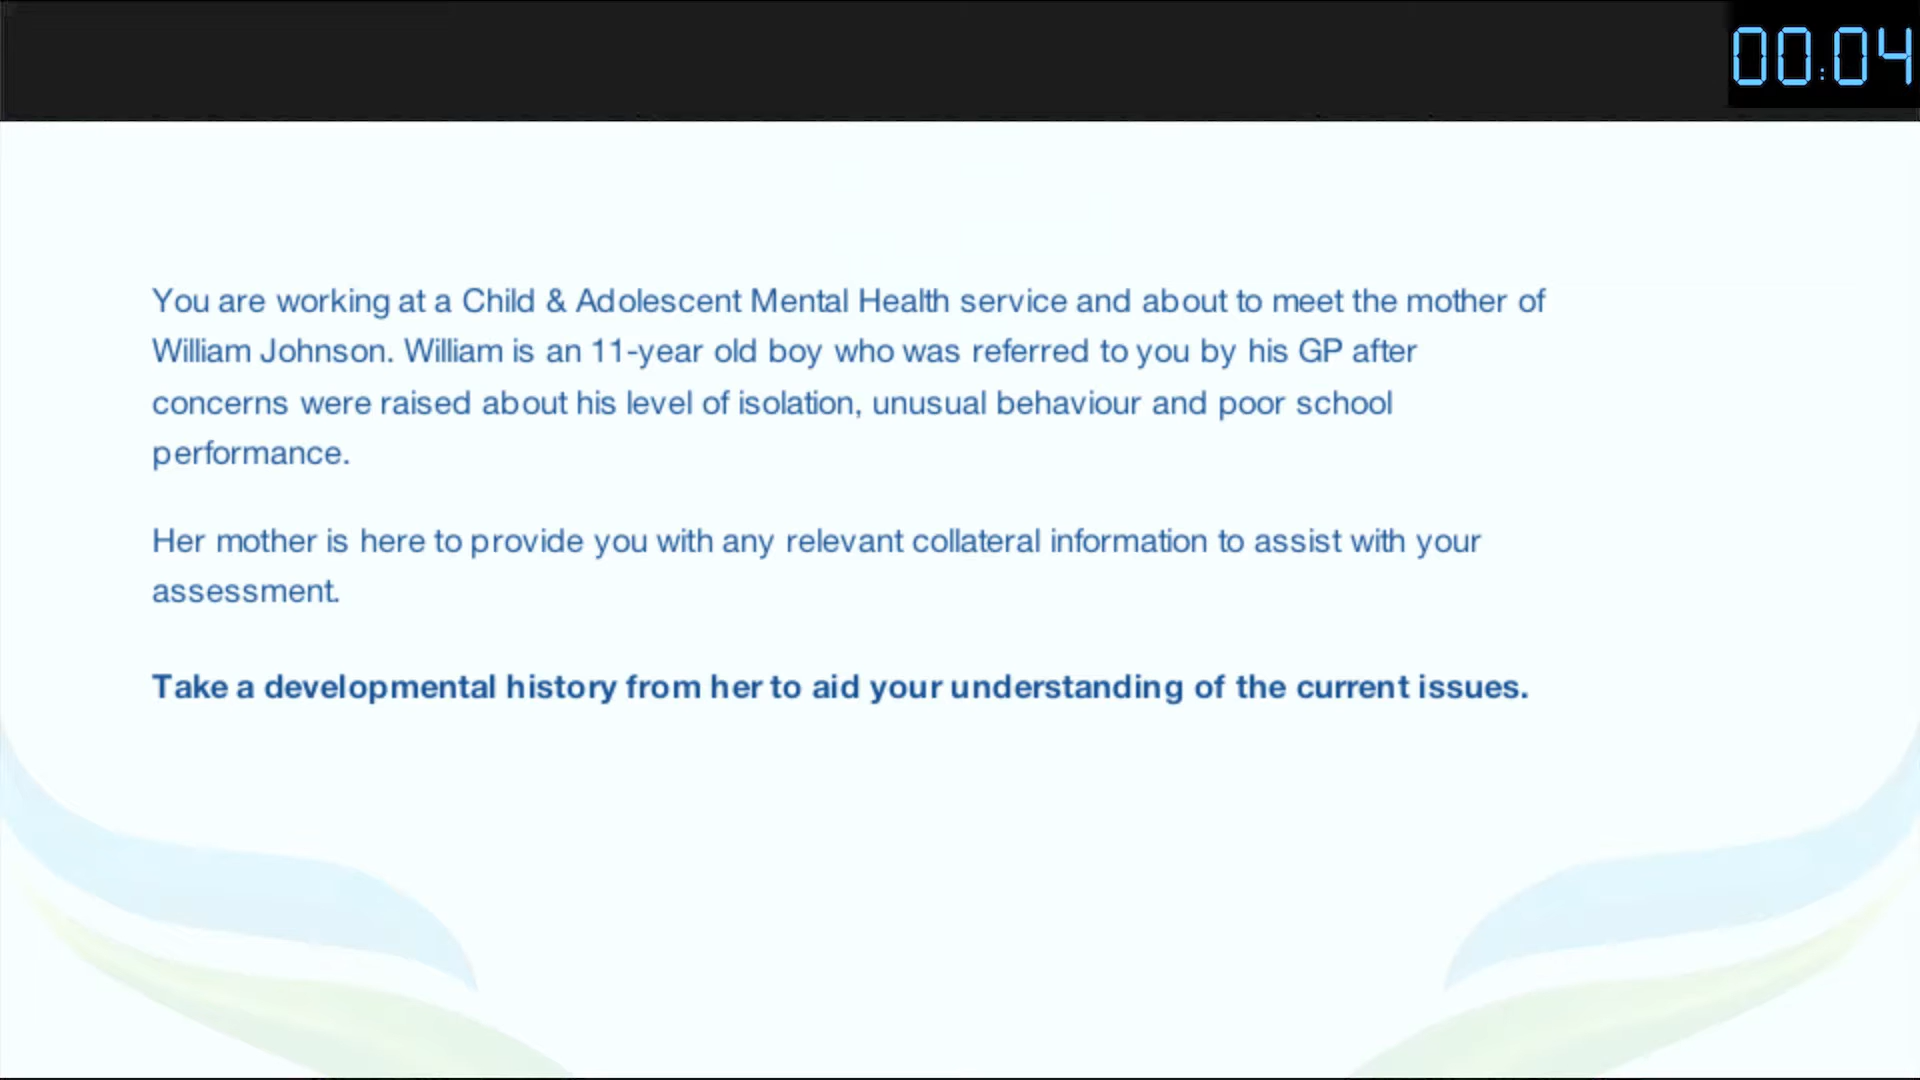 00:04
You are working at a Child & Adolescent Mental Health service and about to meet the mother of
William Johnson. William is an 11-year old boy who was referred to you by his GP after
concerns were raised about his level of isolation, unusual behaviour and poor school
performance.
Her mother is here to provide you with any relevant collateral information to assist with your
assessment.
Take a developmental history from her to aid your understanding of the current issues.